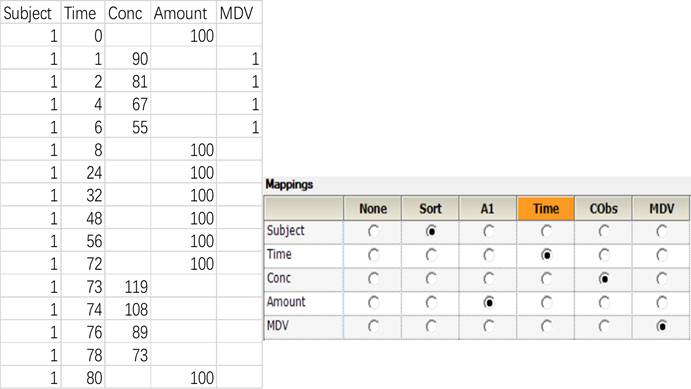 Subject Time Conc Amount MDV
1 0 100
1 1 90 1
1 2 81 1
1 4 67 1
1 6 55 1
1 8 100
1 24 100
1 32 100
1 48 100
1 56 100
1 72 100
1 73 119
1 74 108
1 76 89
1 78 73
1 80 100
Mappings
None Sort A1 Time CObs MDV
Subject
Time
Conc
Amount
MDV